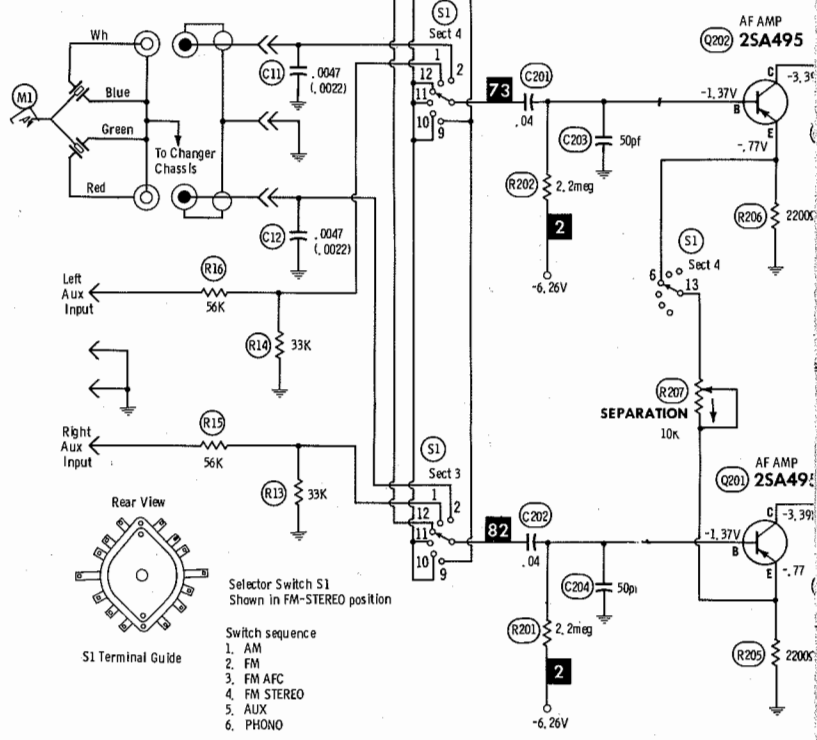 S1
Sect 4
AF AMP
Q202 2SA495
Wh
C11 .0047
(.0022)
1 2
12
11
10 9
73
C201
.04
-1.37V
C
B
E
-3.39
M1
Blue
Green
To Changer
Chassis
Red
C203 50pf
-.77V
R202 2.2meg
2
-6.26V
R206 2200
C12 .0047
(.0022)
S1
Sect 4
6
13
Left
Aux
Input
R16
56K
R14 33K
R207
SEPARATION
10K
Right
Aux
Input
R15
56K
R13 33K
S1
Sect 3
1 2
12
11
10 9
82
C202
.04
AF AMP
Q201 2SA495
-1.37V
C
B
E
-3.39
-.77
C204 50pf
R201 2.2meg
2
-6.26V
R205 2200
Rear View
S1 Terminal Guide
Selector Switch S1
Shown in FM-STEREO position
Switch sequence
1. AM
2. FM
3. FM AFC
4. FM STEREO
5. AUX
6. PHONO